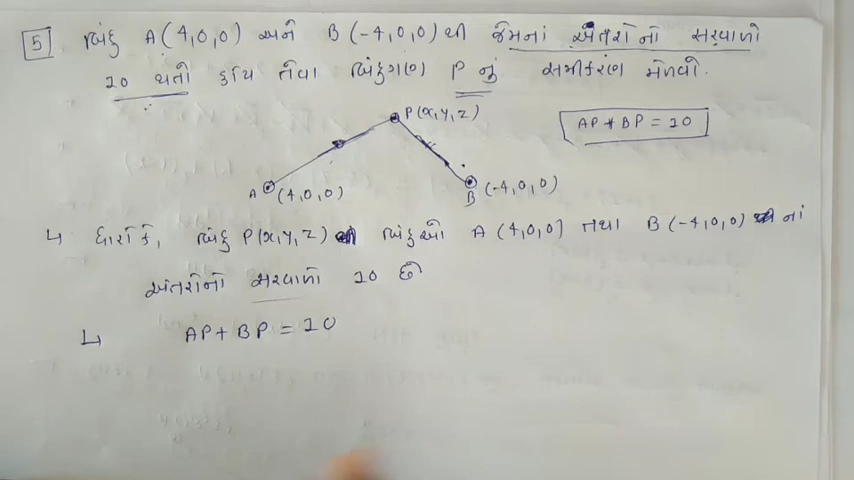 5 બિંદુ A(4,0,0) અને B(-4,0,0) થી જેમનાં અંતરોનો સરવાળો
10 થતો હોય તેવા બિંદુગણ P નું સમીકરણ મેળવો.
P(x,y,z)
AP+BP=10
A (4,0,0)
B (-4,0,0)
ધારો કે, બિંદુ P(x,y,z) બિંદુઓ A (4,0,0) તથા B(-4,0,0) નાં
અંતરોનો સરવાળો 10 છે
AP+BP=10